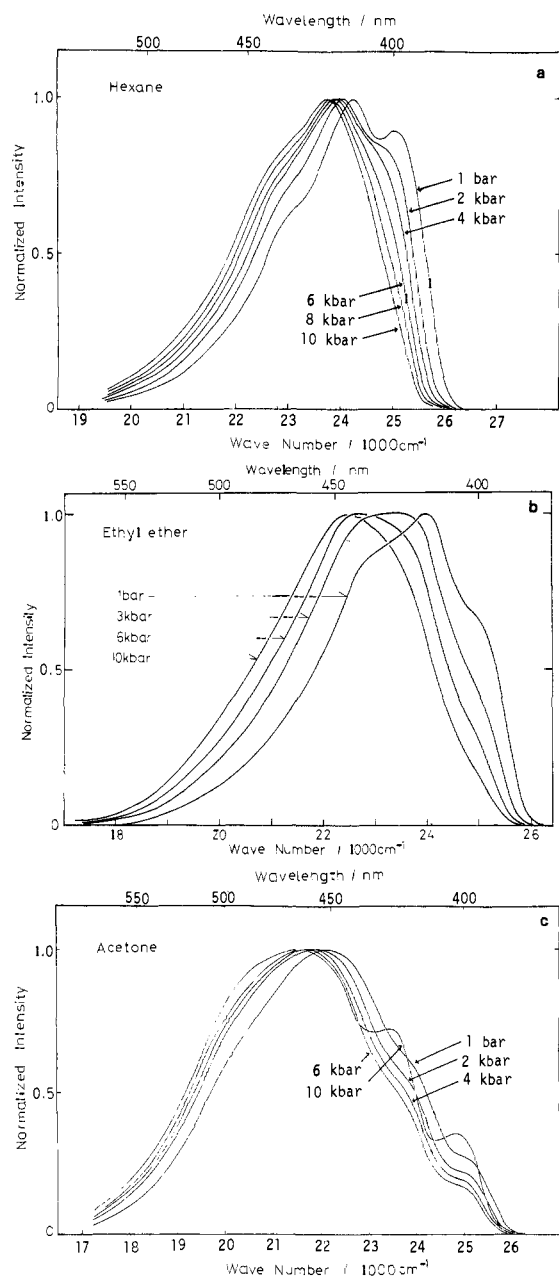 Wavelength / nm
500 450 400
a
Hexane
1.0
0.5
0
Normalized Intensity
1 bar
2 kbar
4 kbar
6 kbar
8 kbar
10 kbar
20 21 22 23 24 25 26 27
Wave Number / 1000cm⁻¹
Wavelength / nm
550 500 450 400
b
Ethyl ether
1.0
0.5
0
Normalized Intensity
1bar
3kbar
6kbar
10kbar
18 20 22 24 26
Wave Number / 1000cm⁻¹
Wavelength / nm
550 500 450 400
c
Acetone
1.0
0.5
0
Normalized Intensity
1 bar
2 kbar
4 kbar
6 kbar
10 kbar
17 18 19 20 21 22 23 24 25 26
Wave Number / 1000cm⁻¹